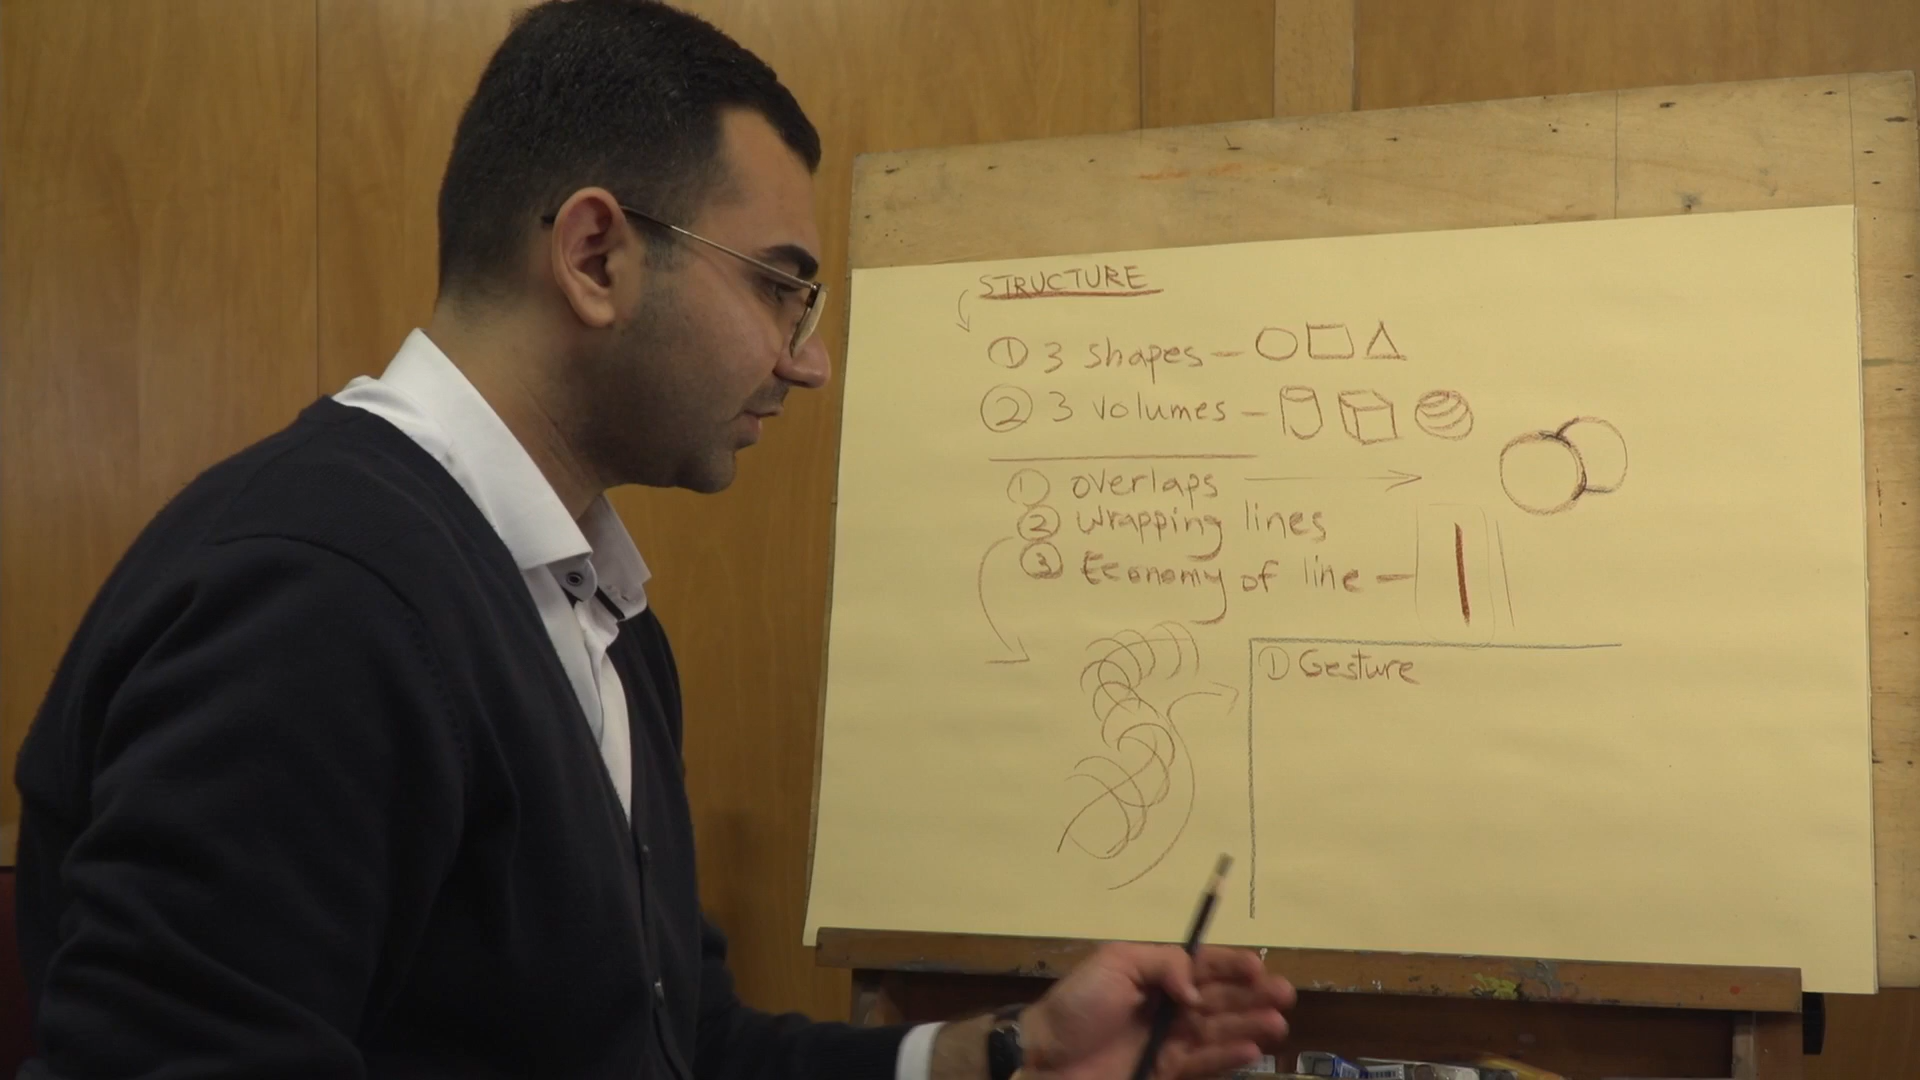 STRUCTURE
① 3 shapes –
② 3 volumes –
① overlaps
② wrapping lines
③ Economy of line –
① Gesture